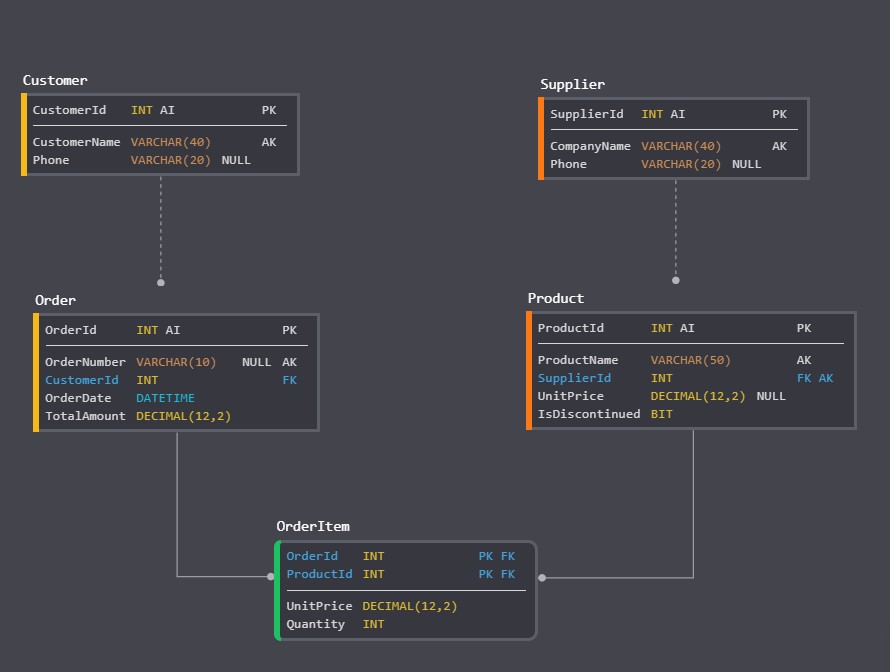 Customer
CustomerId INT AI PK
CustomerName VARCHAR(40) AK
Phone VARCHAR(20) NULL
Supplier
SupplierId INT AI PK
CompanyName VARCHAR(40) AK
Phone VARCHAR(20) NULL
Order
OrderId INT AI PK
OrderNumber VARCHAR(10) NULL AK
CustomerId INT FK
OrderDate DATETIME
TotalAmount DECIMAL(12,2)
Product
ProductId INT AI PK
ProductName VARCHAR(50) AK
SupplierId INT FK AK
UnitPrice DECIMAL(12,2) NULL
IsDiscontinued BIT
OrderItem
OrderId INT PK FK
ProductId INT PK FK
UnitPrice DECIMAL(12,2)
Quantity INT